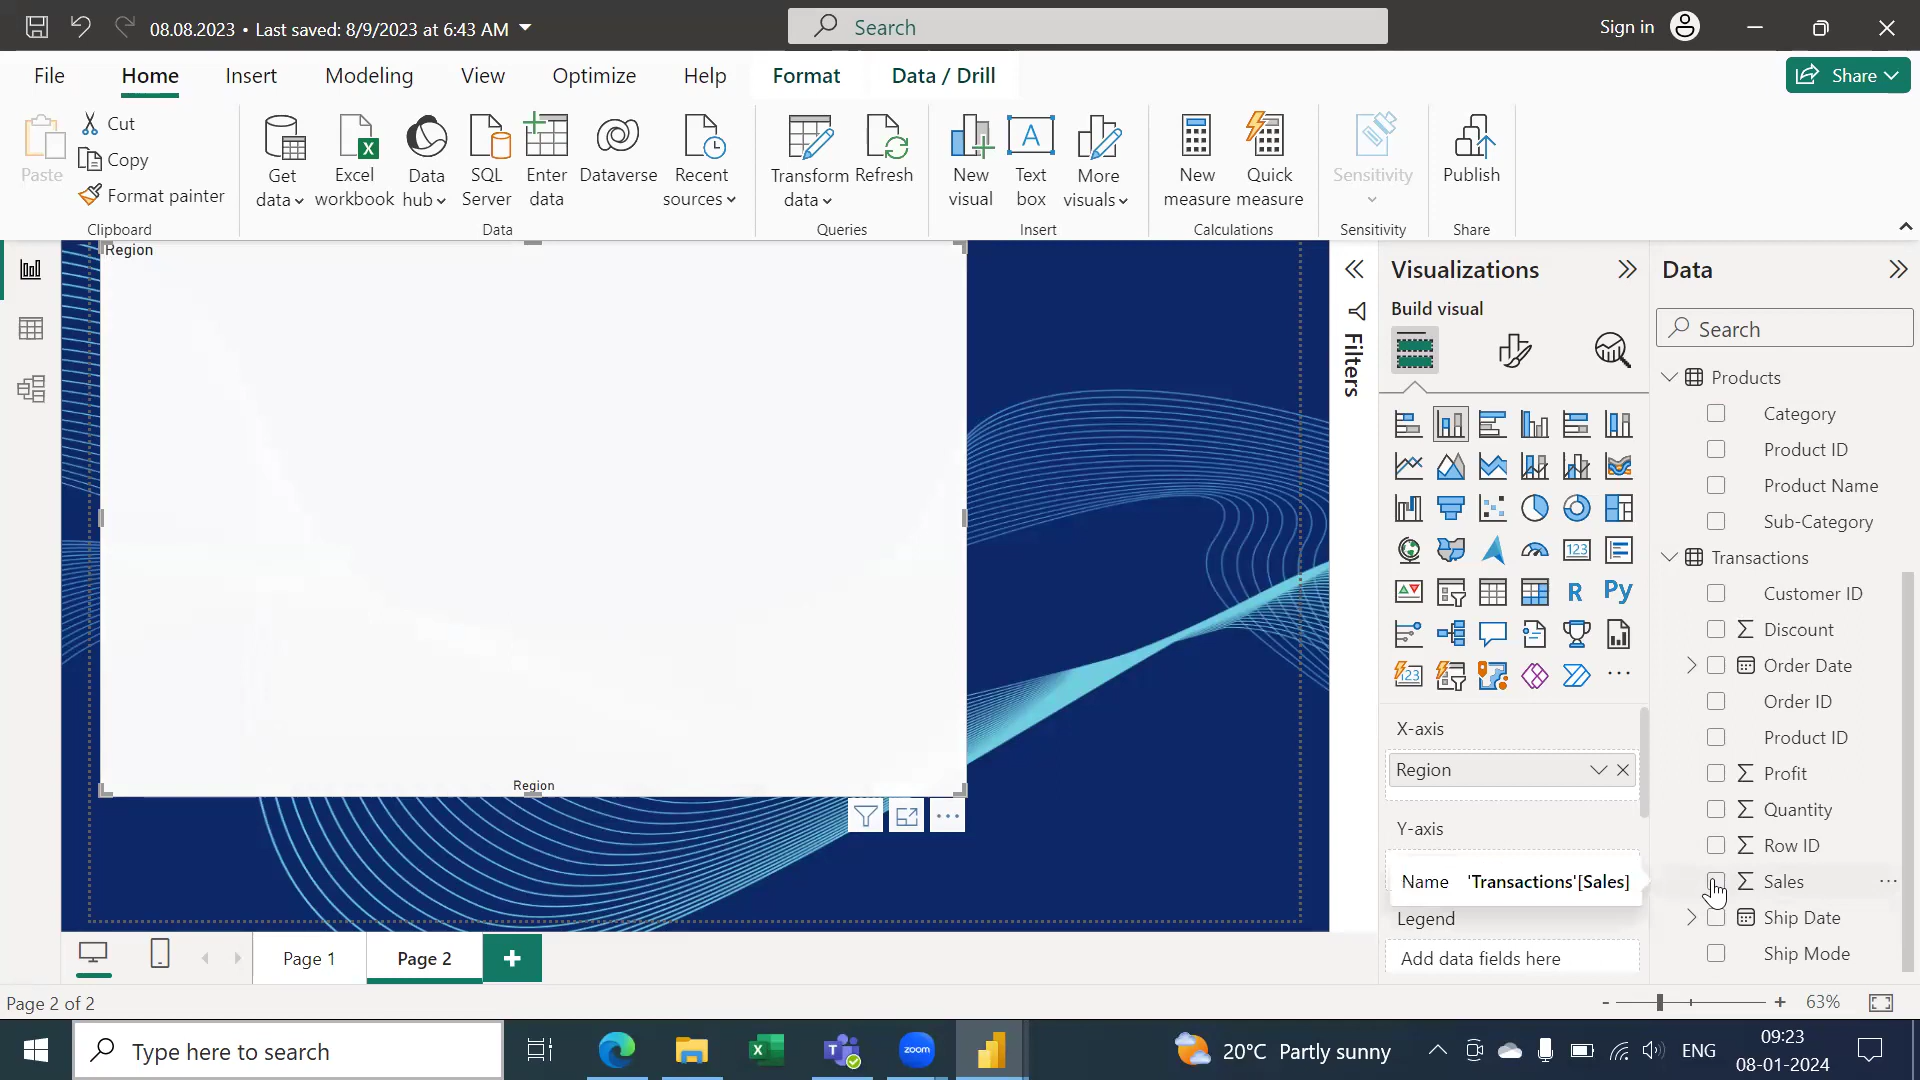 08.08.2023 • Last saved: 8/9/2023 at 6:43 AM
Search
Sign in
File
Home
Insert
Modeling
View
Optimize
Help
Format
Data / Drill
Share
Paste
Cut
Copy
Format painter
Clipboard
Get data
Excel workbook
Data hub
SQL Server
Enter data
Dataverse
Recent sources
Data
Transform data
Refresh
Queries
New visual
Text box
More visuals
Insert
New measure
Quick measure
Calculations
Sensitivity
Sensitivity
Publish
Share
Region
Region
Filters
Visualizations
Build visual
123
R
Py
123
X-axis
Region
Y-axis
Name 'Transactions'[Sales]
Legend
Add data fields here
Data
Search
Products
Category
Product ID
Product Name
Sub-Category
Transactions
Customer ID
Discount
Order Date
Order ID
Product ID
Profit
Quantity
Row ID
Sales
Ship Date
Ship Mode
Page 1
Page 2
Page 2 of 2
63%
Type here to search
zoom
20°C Partly sunny
ENG
09:23
08-01-2024